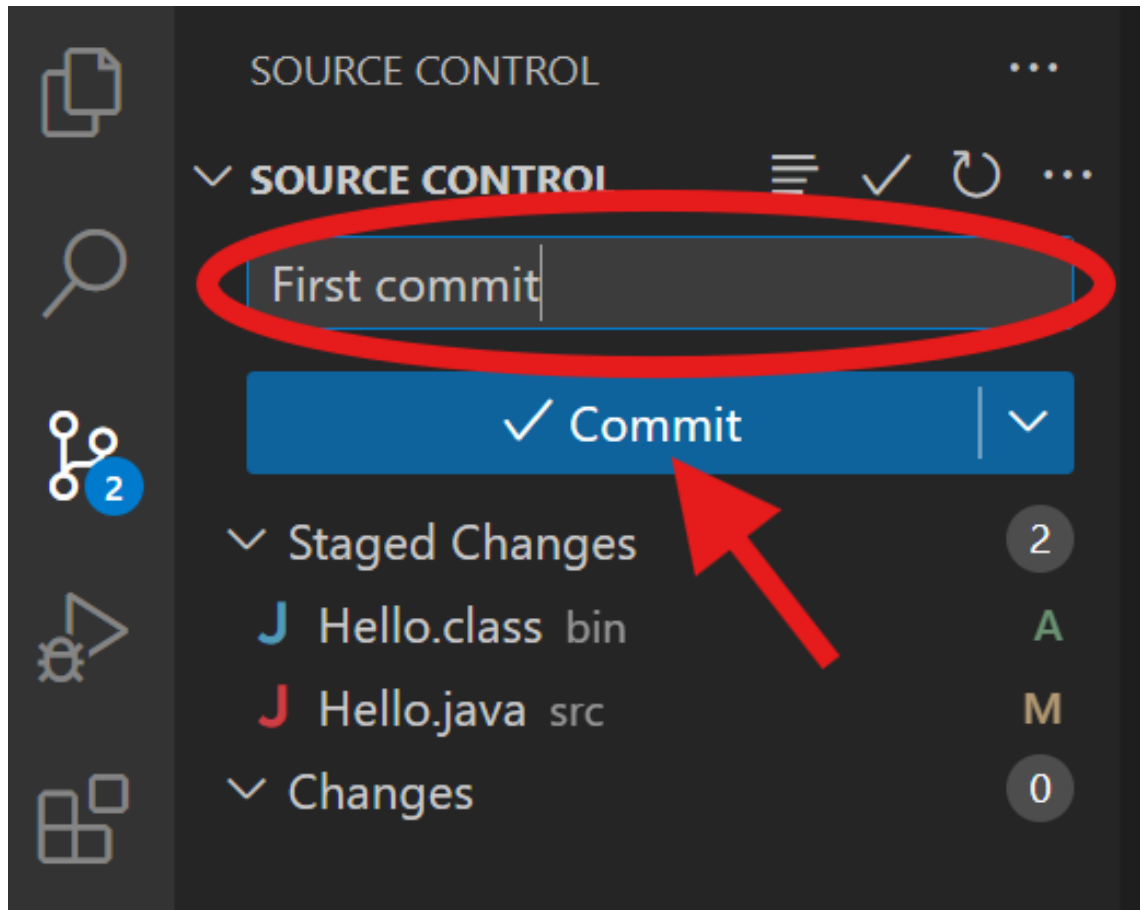 SOURCE CONTROL
SOURCE CONTROL
First commit
Commit
2
Staged Changes 2
J Hello.class bin A
J Hello.java src M
Changes 0